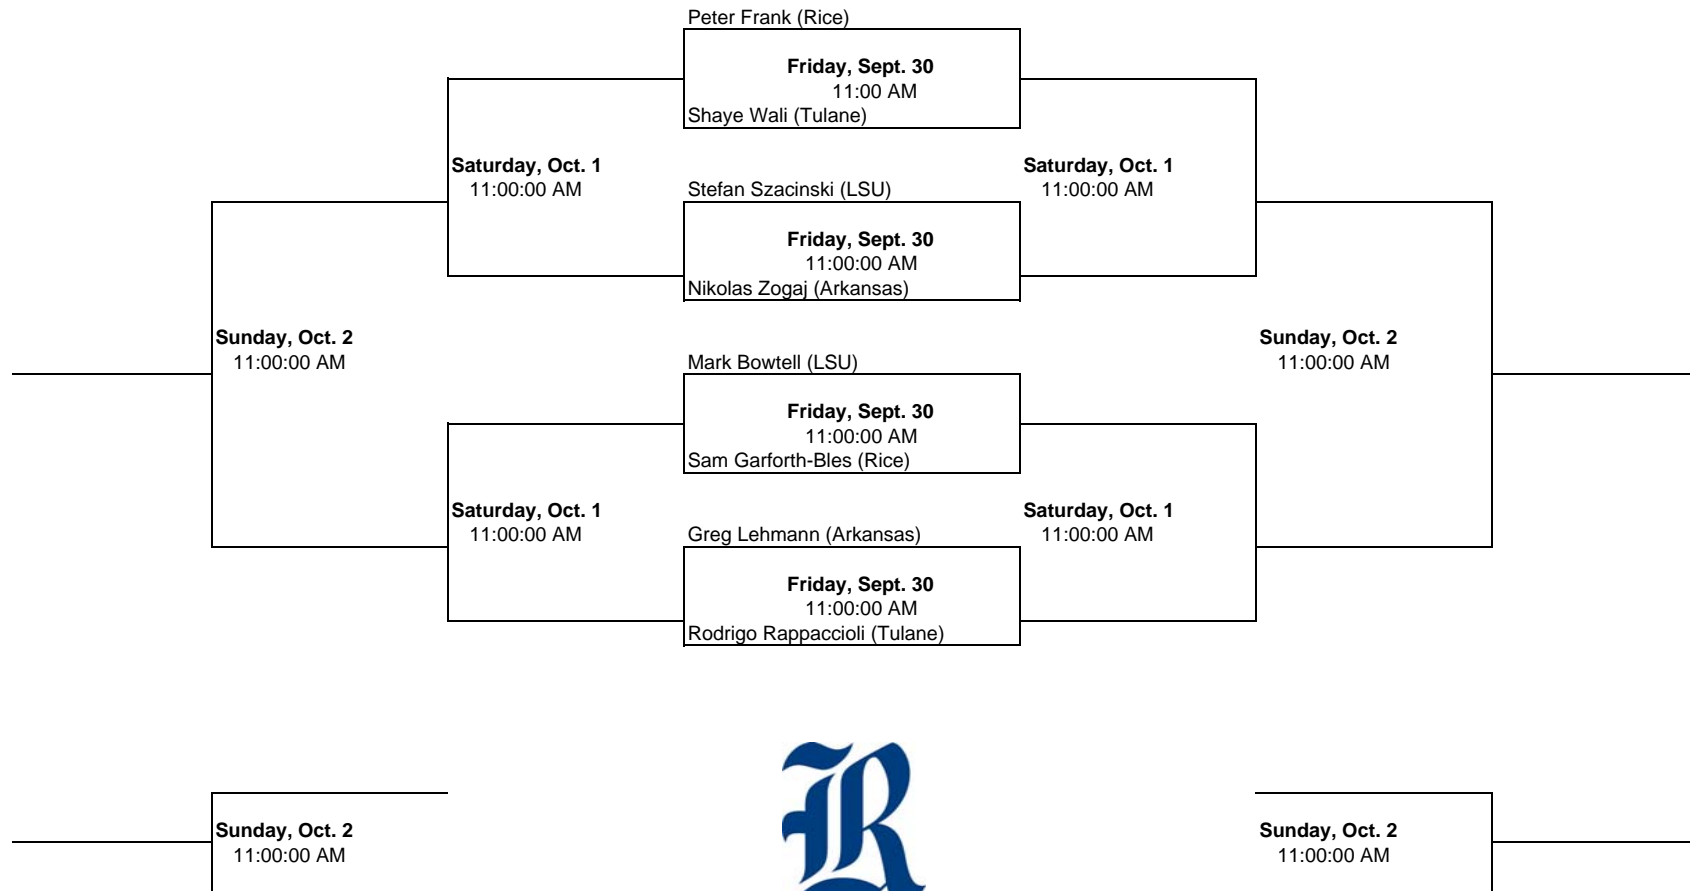 Peter Frank (Rice)
Friday, Sept. 30
11:00 AM
Shaye Wali (Tulane)
Saturday, Oct. 1
11:00:00 AM
Saturday, Oct. 1
11:00:00 AM
Stefan Szacinski (LSU)
Friday, Sept. 30
11:00:00 AM
Nikolas Zogaj (Arkansas)
Sunday, Oct. 2
11:00:00 AM
Sunday, Oct. 2
11:00:00 AM
Mark Bowtell (LSU)
Friday, Sept. 30
11:00:00 AM
Sam Garforth-Bles (Rice)
Saturday, Oct. 1
11:00:00 AM
Saturday, Oct. 1
11:00:00 AM
Greg Lehmann (Arkansas)
Friday, Sept. 30
11:00:00 AM
Rodrigo Rappaccioli (Tulane)
R
Sunday, Oct. 2
11:00:00 AM
Sunday, Oct. 2
11:00:00 AM